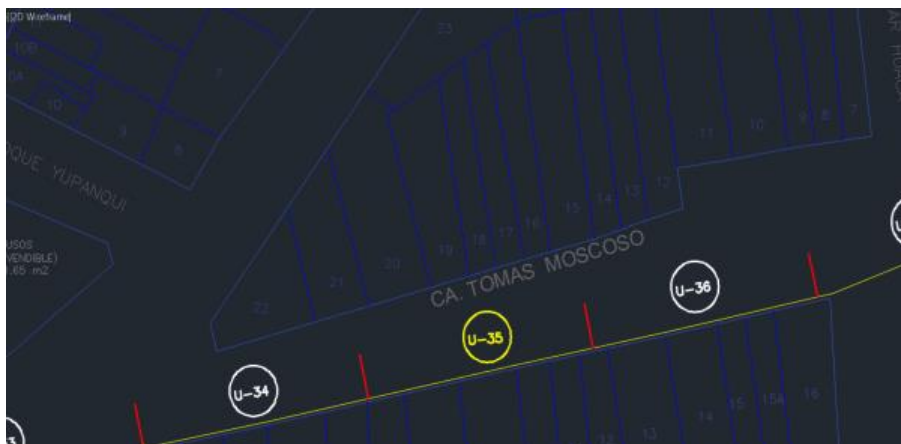 [2D Wireframe]
23
10B
7
10
9
8
OQUE YUPANQUI
USOS
VENDIBLE)
.65 m2
22
21
20
19
18
17
16
15
14
13
12
11
10
9
8
7
CA. TOMAS MOSCOSO
U-36
U-35
U-34
13
14
15
15A
16